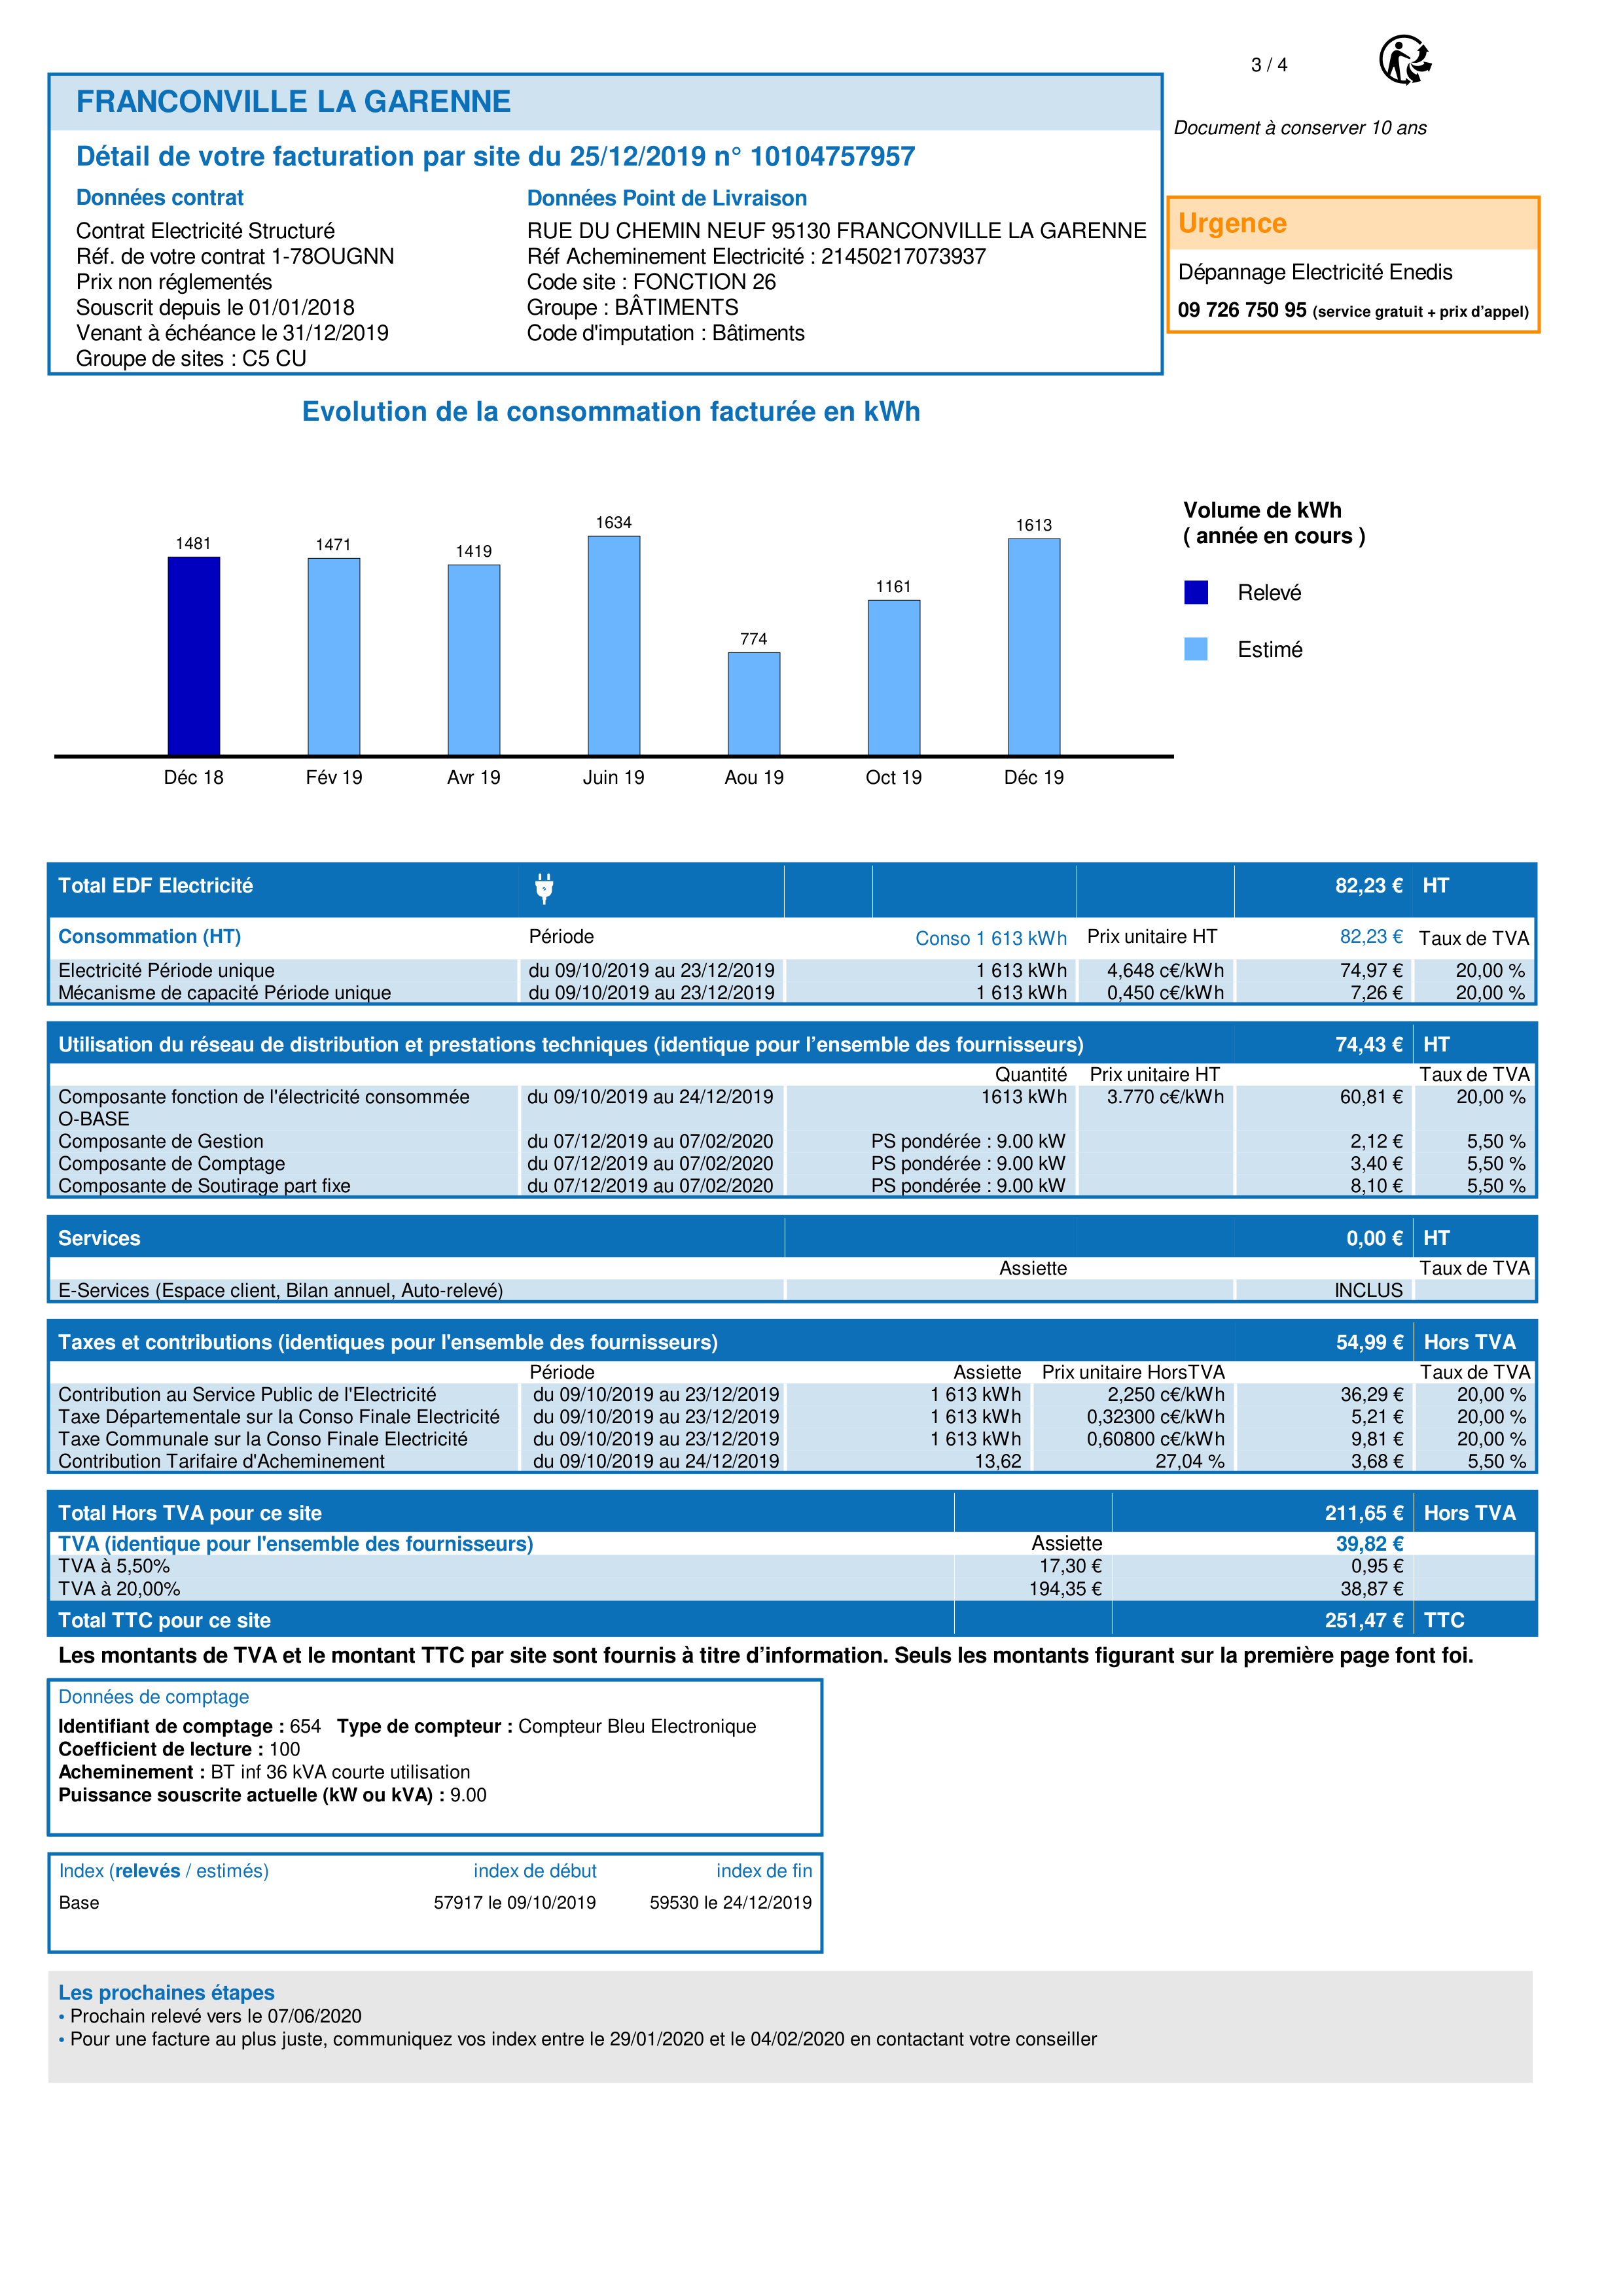 3 / 4
FRANCONVILLE LA GARENNE
Document à conserver 10 ans
Détail de votre facturation par site du 25/12/2019 n° 10104757957
Données contrat
Contrat Electricité Structuré
Réf. de votre contrat 1-78OUGNN
Prix non réglementés
Souscrit depuis le 01/01/2018
Venant à échéance le 31/12/2019
Groupe de sites : C5 CU
Données Point de Livraison
RUE DU CHEMIN NEUF 95130 FRANCONVILLE LA GARENNE
Réf Acheminement Electricité : 21450217073937
Code site : FONCTION 26
Groupe : BÂTIMENTS
Code d'imputation : Bâtiments
Urgence
Dépannage Electricité Enedis
09 726 750 95 (service gratuit + prix d’appel)
Evolution de la consommation facturée en kWh
1481 1471 1419 1634 774 1161 1613
Déc 18 Fév 19 Avr 19 Juin 19 Aou 19 Oct 19 Déc 19
Volume de kWh
( année en cours )
Relevé
Estimé
Total EDF Electricité 82,23 € HT
Consommation (HT) Période Conso 1 613 kWh Prix unitaire HT 82,23 € Taux de TVA
Electricité Période unique du 09/10/2019 au 23/12/2019 1 613 kWh 4,648 c€/kWh 74,97 € 20,00 %
Mécanisme de capacité Période unique du 09/10/2019 au 23/12/2019 1 613 kWh 0,450 c€/kWh 7,26 € 20,00 %
Utilisation du réseau de distribution et prestations techniques (identique pour l’ensemble des fournisseurs) 74,43 € HT
Quantité Prix unitaire HT Taux de TVA
Composante fonction de l'électricité consommée du 09/10/2019 au 24/12/2019 1613 kWh 3.770 c€/kWh 60,81 € 20,00 %
O-BASE
Composante de Gestion du 07/12/2019 au 07/02/2020 PS pondérée : 9.00 kW 2,12 € 5,50 %
Composante de Comptage du 07/12/2019 au 07/02/2020 PS pondérée : 9.00 kW 3,40 € 5,50 %
Composante de Soutirage part fixe du 07/12/2019 au 07/02/2020 PS pondérée : 9.00 kW 8,10 € 5,50 %
Services 0,00 € HT
Assiette Taux de TVA
E-Services (Espace client, Bilan annuel, Auto-relevé) INCLUS
Taxes et contributions (identiques pour l'ensemble des fournisseurs) 54,99 € Hors TVA
Période Assiette Prix unitaire HorsTVA Taux de TVA
Contribution au Service Public de l'Electricité du 09/10/2019 au 23/12/2019 1 613 kWh 2,250 c€/kWh 36,29 € 20,00 %
Taxe Départementale sur la Conso Finale Electricité du 09/10/2019 au 23/12/2019 1 613 kWh 0,32300 c€/kWh 5,21 € 20,00 %
Taxe Communale sur la Conso Finale Electricité du 09/10/2019 au 23/12/2019 1 613 kWh 0,60800 c€/kWh 9,81 € 20,00 %
Contribution Tarifaire d'Acheminement du 09/10/2019 au 24/12/2019 13,62 27,04 % 3,68 € 5,50 %
Total Hors TVA pour ce site 211,65 € Hors TVA
TVA (identique pour l'ensemble des fournisseurs) Assiette 39,82 €
TVA à 5,50% 17,30 € 0,95 €
TVA à 20,00% 194,35 € 38,87 €
Total TTC pour ce site 251,47 € TTC
Les montants de TVA et le montant TTC par site sont fournis à titre d’information. Seuls les montants figurant sur la première page font foi.
Données de comptage
Identifiant de comptage : 654 Type de compteur : Compteur Bleu Electronique
Coefficient de lecture : 100
Acheminement : BT inf 36 kVA courte utilisation
Puissance souscrite actuelle (kW ou kVA) : 9.00
Index (relevés / estimés) index de début index de fin
Base 57917 le 09/10/2019 59530 le 24/12/2019
Les prochaines étapes
• Prochain relevé vers le 07/06/2020
• Pour une facture au plus juste, communiquez vos index entre le 29/01/2020 et le 04/02/2020 en contactant votre conseiller